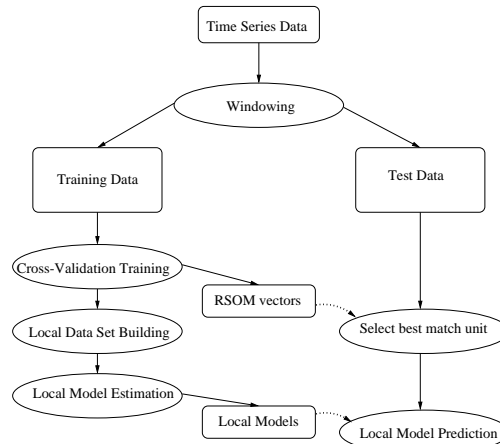 Time Series Data
Windowing
Training Data
Test Data
Cross-Validation Training
RSOM vectors
Local Data Set Building
Select best match unit
Local Model Estimation
Local Models
Local Model Prediction